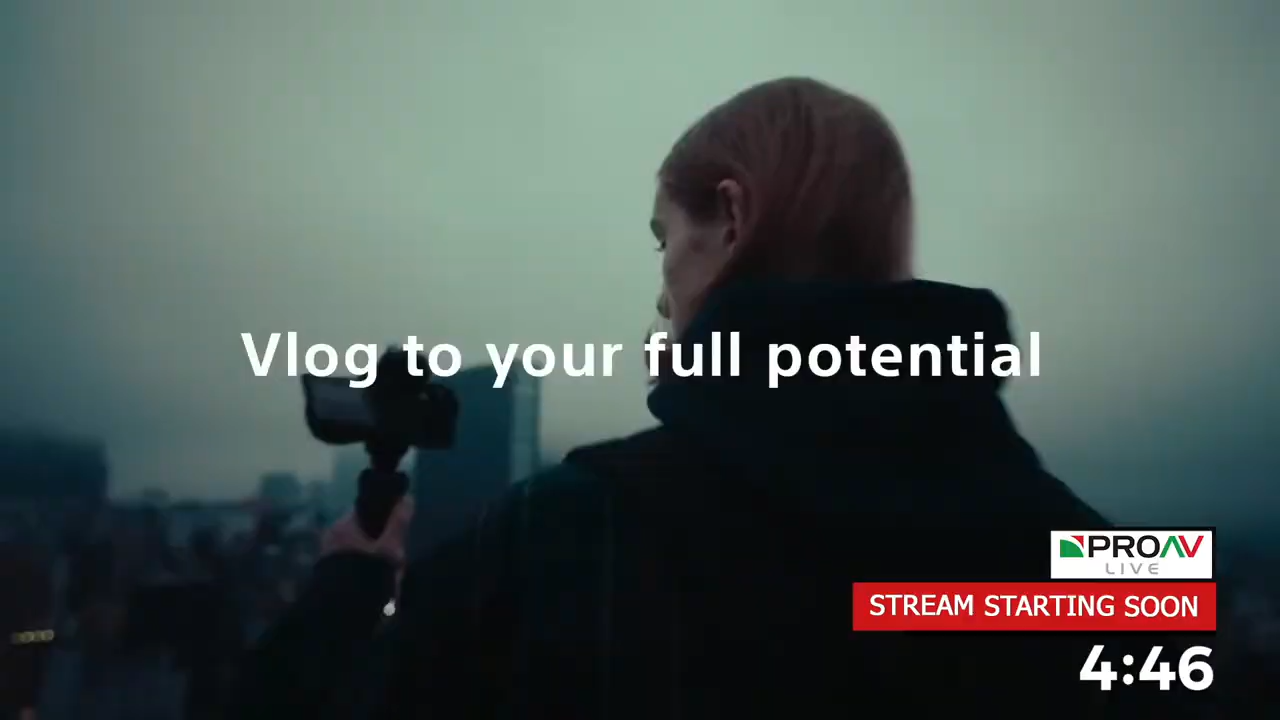 Vlog to your full potential
PROAV
LIVE
STREAM STARTING SOON
4:46